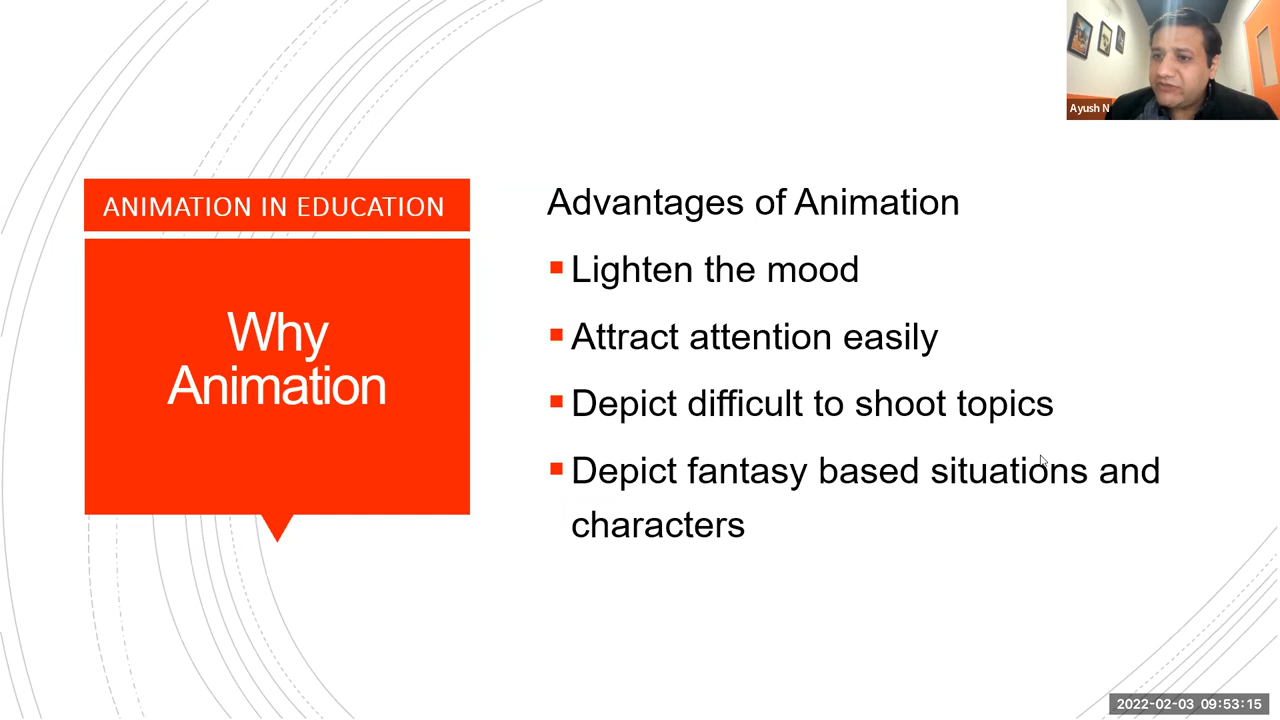 Ayush N
ANIMATION IN EDUCATION
Why
Animation
Advantages of Animation
Lighten the mood
Attract attention easily
Depict difficult to shoot topics
Depict fantasy based situations and
characters
2022-02-03 09:53:15